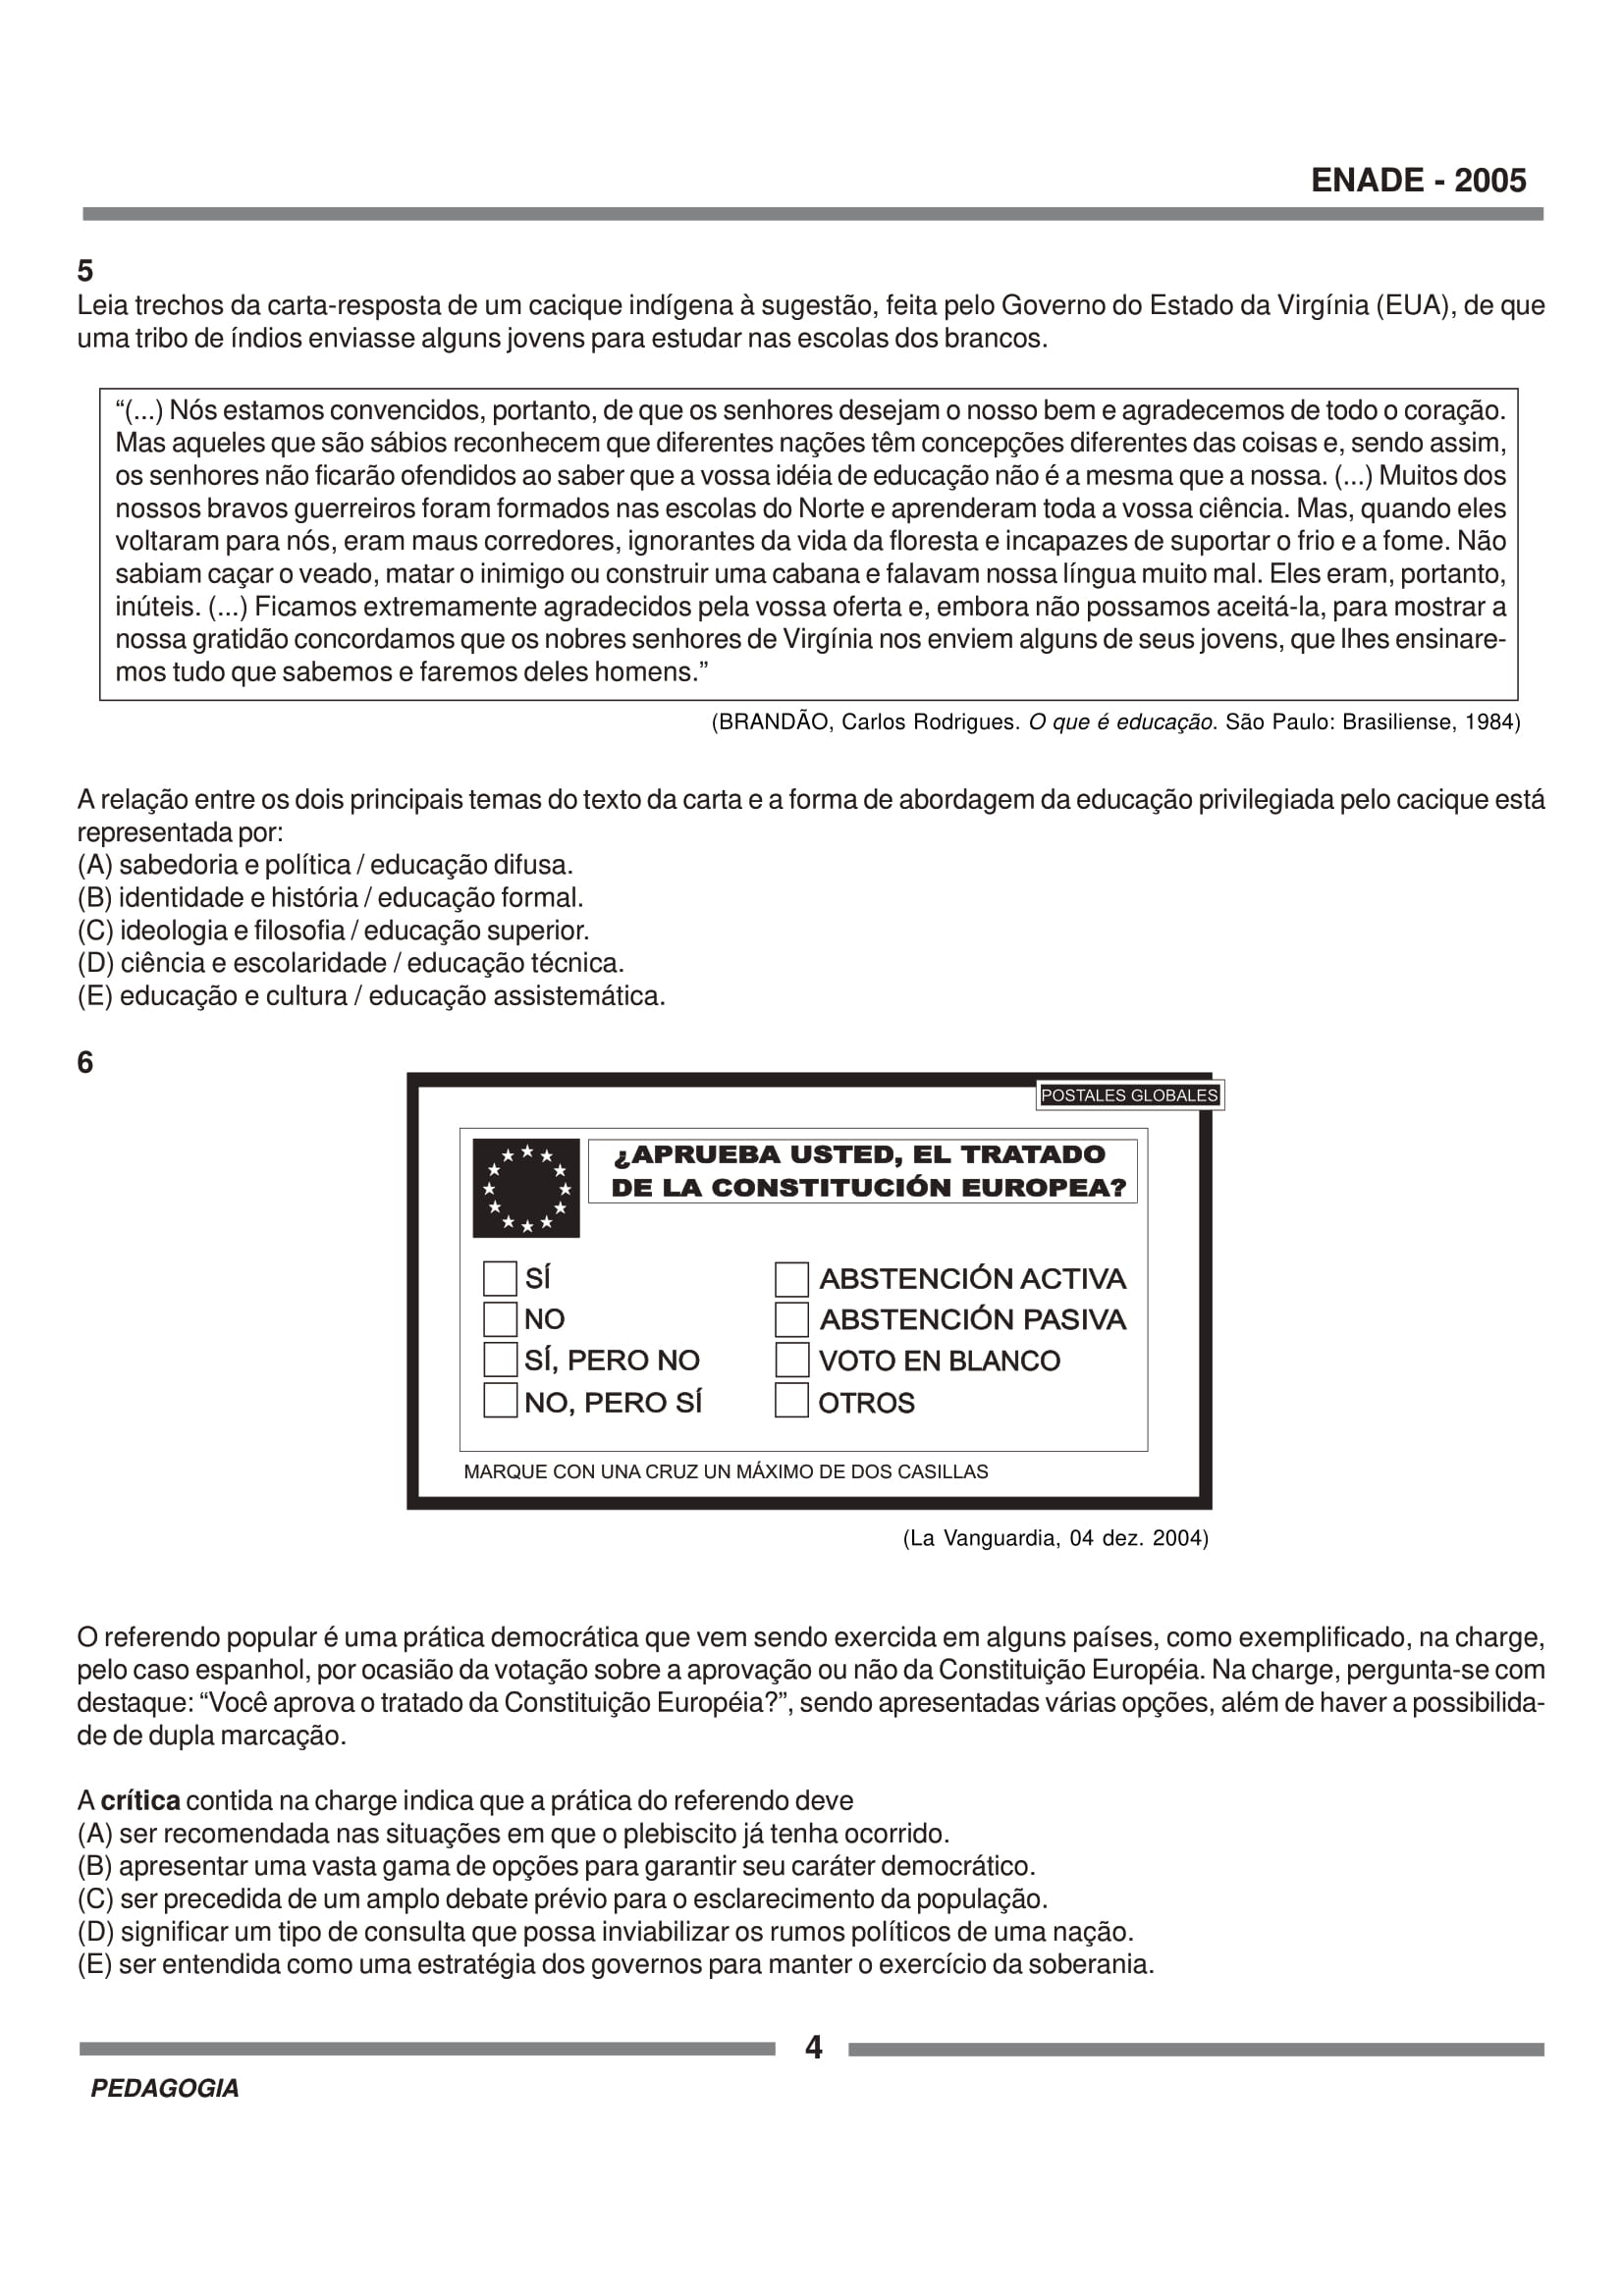 ENADE - 2005
5
Leia trechos da carta-resposta de um cacique indígena à sugestão, feita pelo Governo do Estado da Virgínia (EUA), de que
uma tribo de índios enviasse alguns jovens para estudar nas escolas dos brancos.
“(...) Nós estamos convencidos, portanto, de que os senhores desejam o nosso bem e agradecemos de todo o coração.
Mas aqueles que são sábios reconhecem que diferentes nações têm concepções diferentes das coisas e, sendo assim,
os senhores não ficarão ofendidos ao saber que a vossa idéia de educação não é a mesma que a nossa. (...) Muitos dos
nossos bravos guerreiros foram formados nas escolas do Norte e aprenderam toda a vossa ciência. Mas, quando eles
voltaram para nós, eram maus corredores, ignorantes da vida da floresta e incapazes de suportar o frio e a fome. Não
sabiam caçar o veado, matar o inimigo ou construir uma cabana e falavam nossa língua muito mal. Eles eram, portanto,
inúteis. (...) Ficamos extremamente agradecidos pela vossa oferta e, embora não possamos aceitá-la, para mostrar a
nossa gratidão concordamos que os nobres senhores de Virgínia nos enviem alguns de seus jovens, que lhes ensinare-
mos tudo que sabemos e faremos deles homens.”
(BRANDÃO, Carlos Rodrigues. O que é educação. São Paulo: Brasiliense, 1984)
A relação entre os dois principais temas do texto da carta e a forma de abordagem da educação privilegiada pelo cacique está
representada por:
(A) sabedoria e política / educação difusa.
(B) identidade e história / educação formal.
(C) ideologia e filosofia / educação superior.
(D) ciência e escolaridade / educação técnica.
(E) educação e cultura / educação assistemática.
6
POSTALES GLOBALES
¿APRUEBA USTED, EL TRATADO
DE LA CONSTITUCIÓN EUROPEA?
SÍ
NO
SÍ, PERO NO
NO, PERO SÍ
ABSTENCIÓN ACTIVA
ABSTENCIÓN PASIVA
VOTO EN BLANCO
OTROS
MARQUE CON UNA CRUZ UN MÁXIMO DE DOS CASILLAS
(La Vanguardia, 04 dez. 2004)
O referendo popular é uma prática democrática que vem sendo exercida em alguns países, como exemplificado, na charge,
pelo caso espanhol, por ocasião da votação sobre a aprovação ou não da Constituição Européia. Na charge, pergunta-se com
destaque: “Você aprova o tratado da Constituição Européia?”, sendo apresentadas várias opções, além de haver a possibilida-
de de dupla marcação.
A crítica contida na charge indica que a prática do referendo deve
(A) ser recomendada nas situações em que o plebiscito já tenha ocorrido.
(B) apresentar uma vasta gama de opções para garantir seu caráter democrático.
(C) ser precedida de um amplo debate prévio para o esclarecimento da população.
(D) significar um tipo de consulta que possa inviabilizar os rumos políticos de uma nação.
(E) ser entendida como uma estratégia dos governos para manter o exercício da soberania.
4
PEDAGOGIA